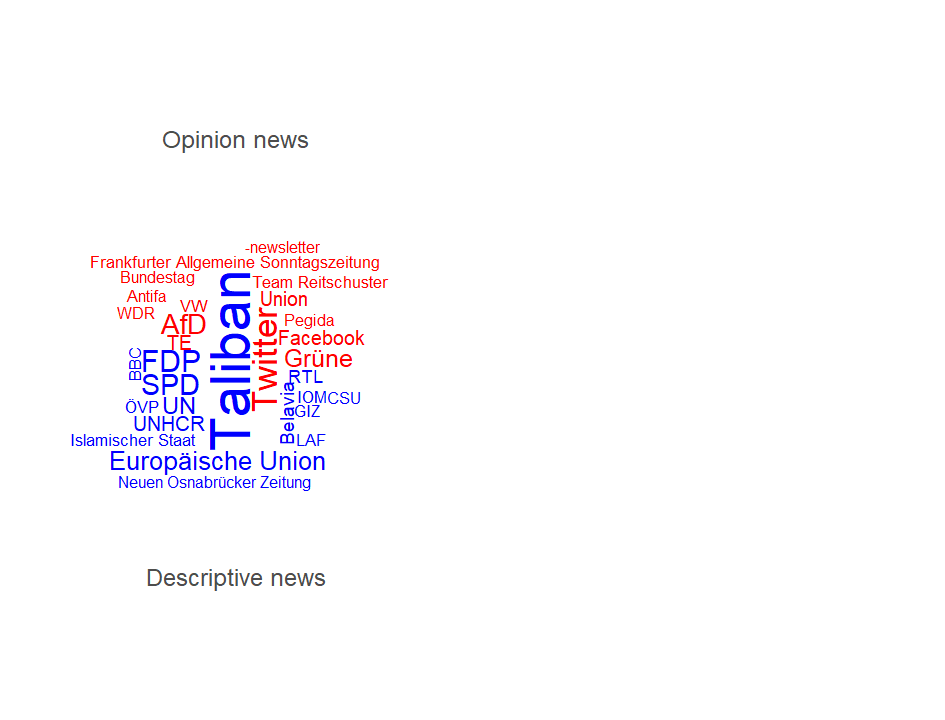 Opinion news
-newsletter
Frankfurter Allgemeine Sonntagszeitung
Bundestag
Team Reitschuster
Antifa
VW
Union
WDR
AfD
Pegida
TE
Twitter
Facebook
Taliban
BBC
FDP
Grüne
SPD
RTL
ÖVP
UN
Belavia
IOM
CSU
GIZ
UNHCR
Islamischer Staat
LAF
Europäische Union
Neuen Osnabrücker Zeitung
Descriptive news